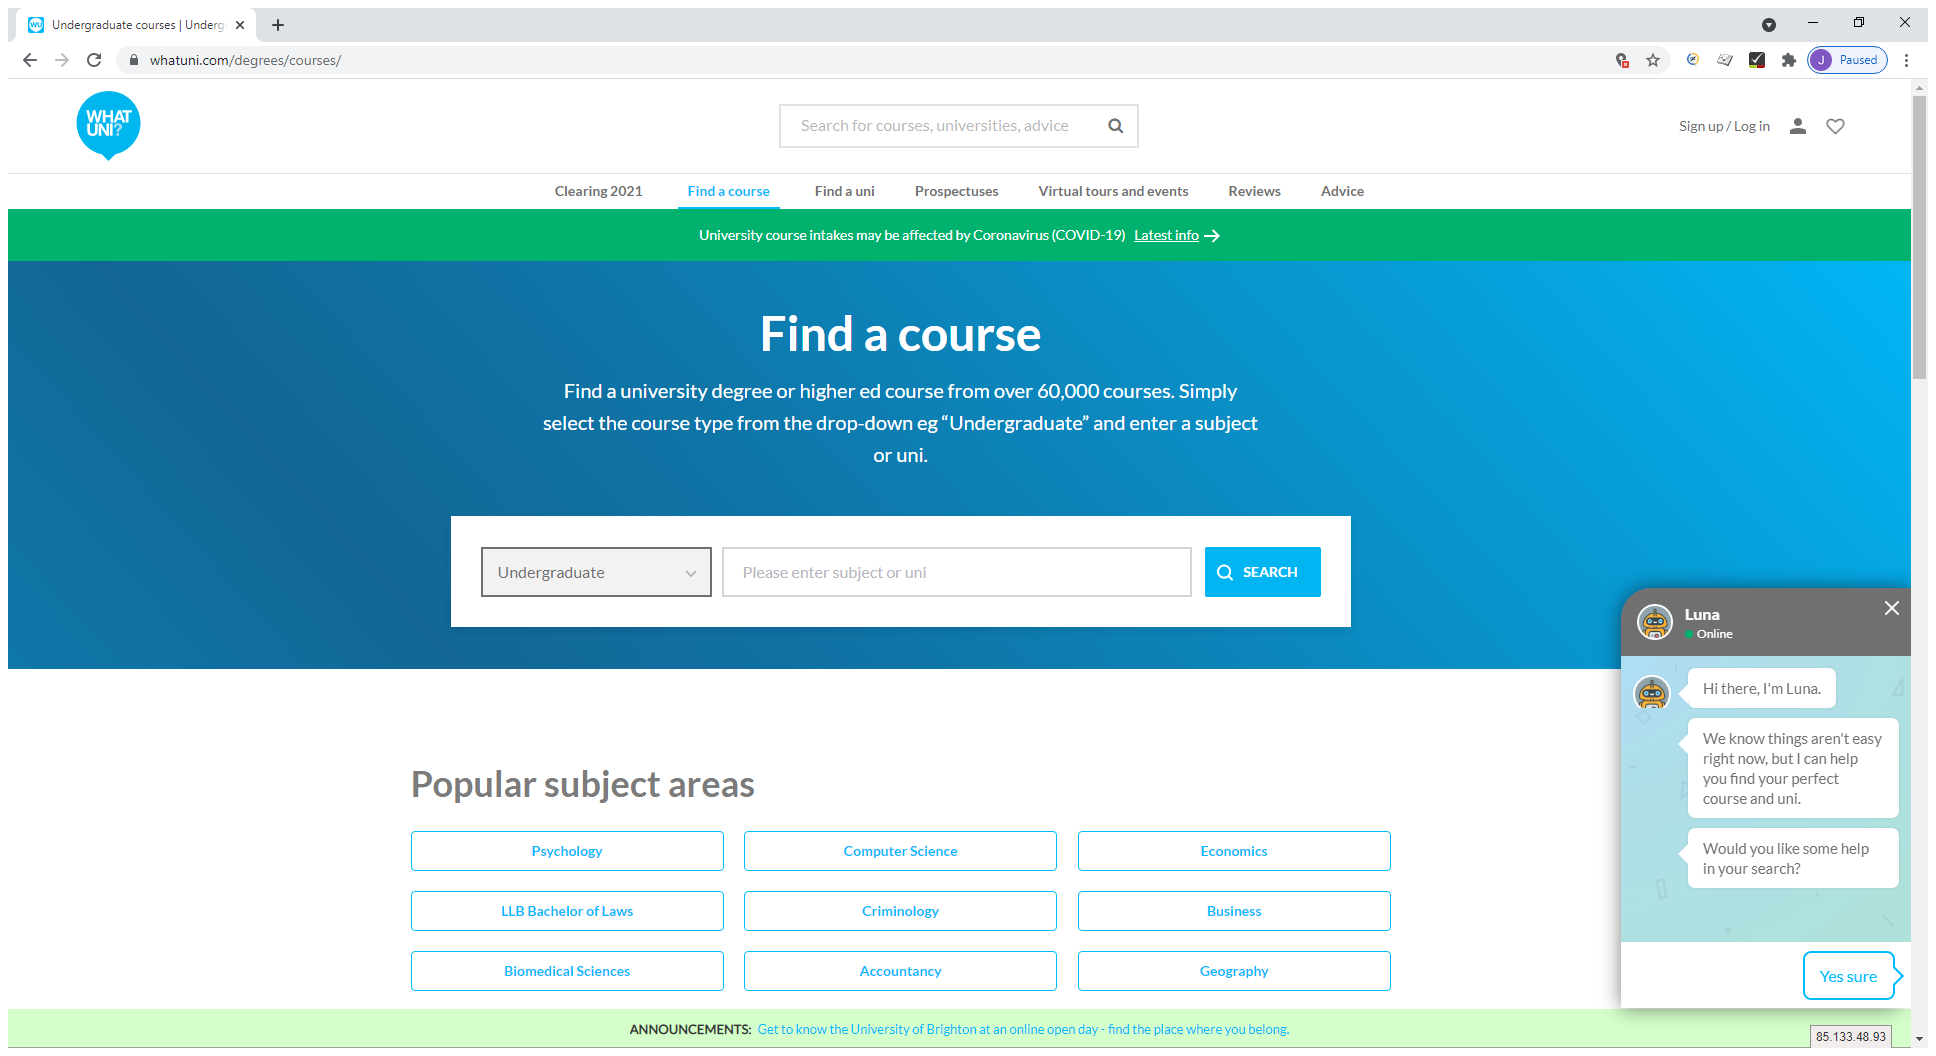 Undergraduate courses | Underg
whatuni.com/degrees/courses/
J Paused
WHAT
UNI?
Search for courses, universities, advice
Sign up / Log in
Clearing 2021 Find a course Find a uni Prospectuses Virtual tours and events Reviews Advice
University course intakes may be affected by Coronavirus (COVID-19) Latest info
Find a course
Find a university degree or higher ed course from over 60,000 courses. Simply
select the course type from the drop-down eg “Undergraduate” and enter a subject
or uni.
Undergraduate Please enter subject or uni SEARCH
Luna
Online
Hi there, I'm Luna.
We know things aren't easy
right now, but I can help
you find your perfect
course and uni.
Would you like some help
in your search?
Yes sure
Popular subject areas
Psychology Computer Science Economics
LLB Bachelor of Laws Criminology Business
Biomedical Sciences Accountancy Geography
ANNOUNCEMENTS: Get to know the University of Brighton at an online open day - find the place where you belong.
85.133.48.93